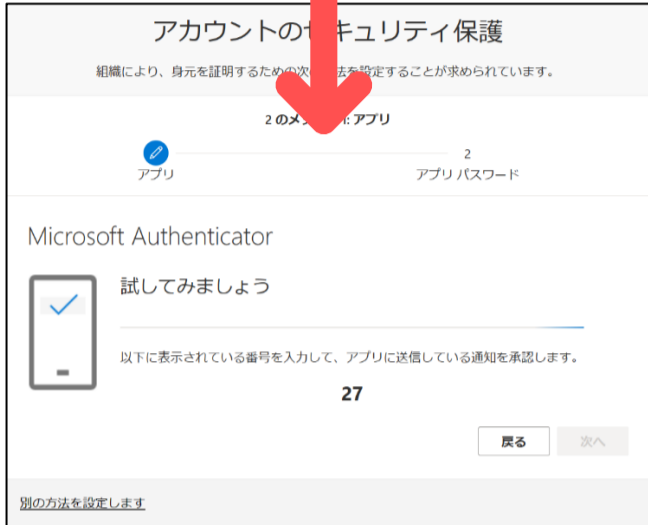 アカウントのセキュリティ保護
組織により、身元を証明するための次の方法を設定することが求められています。
2 のメ 1: アプリ
アプリ
2
アプリ パスワード
Microsoft Authenticator
試してみましょう
以下に表示されている番号を入力して、アプリに送信している通知を承認します。
27
戻る
次へ
別の方法を設定します